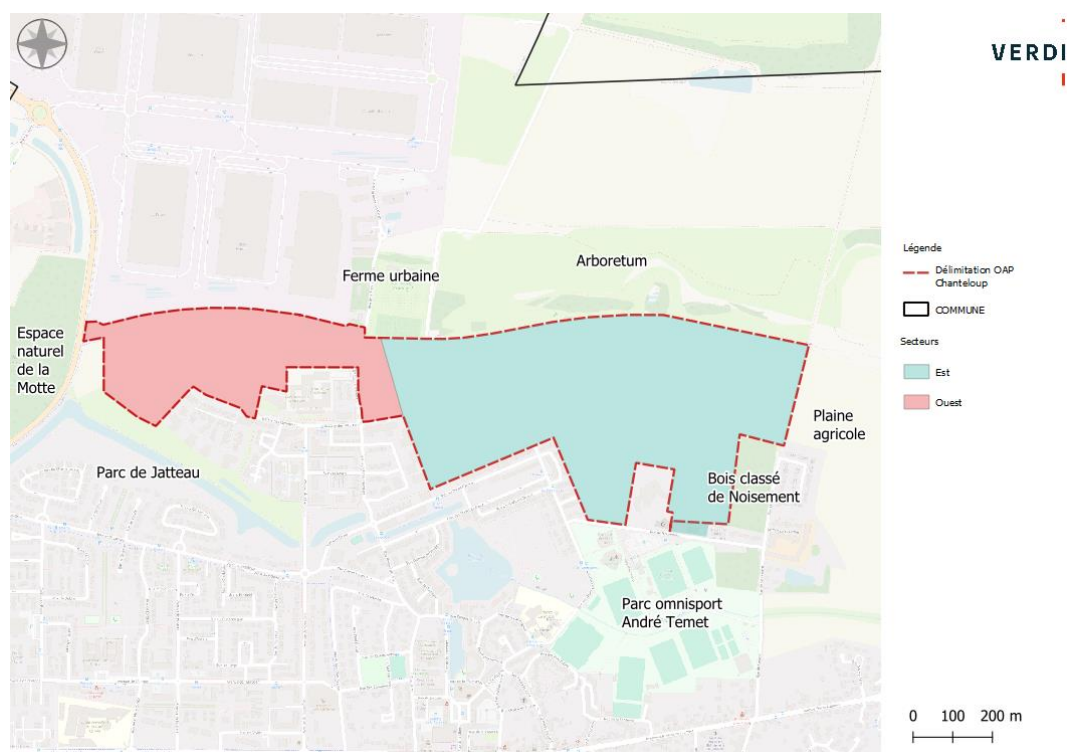 VERDI
Ferme urbaine
Arboretum
Espace
naturel
de la
Motte
Plaine
agricole
Parc de Jatteau
Bois classé
de Noisement
Parc omnisport
André Temet
Légende
Délimitation OAP
Chanteloup
COMMUNE
Secteurs
Est
Ouest
0 100 200 m